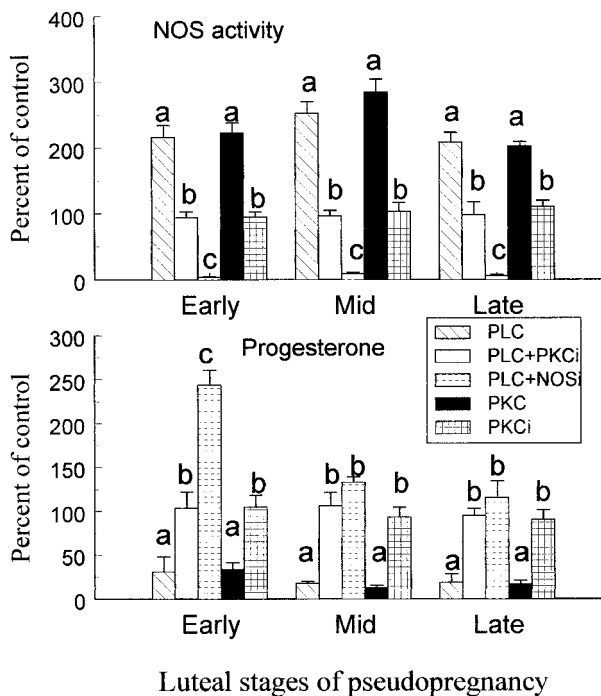 NOS activity
Percent of control
400
300
200
100
0
a b c a b
a b c a b
a b c a b
Early Mid Late
Progesterone
Percent of control
300
250
200
150
100
50
0
a b c a b
a b b a b
a b b a b
Early Mid Late
PLC
PLC+PKCi
PLC+NOSi
PKC
PKCi
Luteal stages of pseudopregnancy